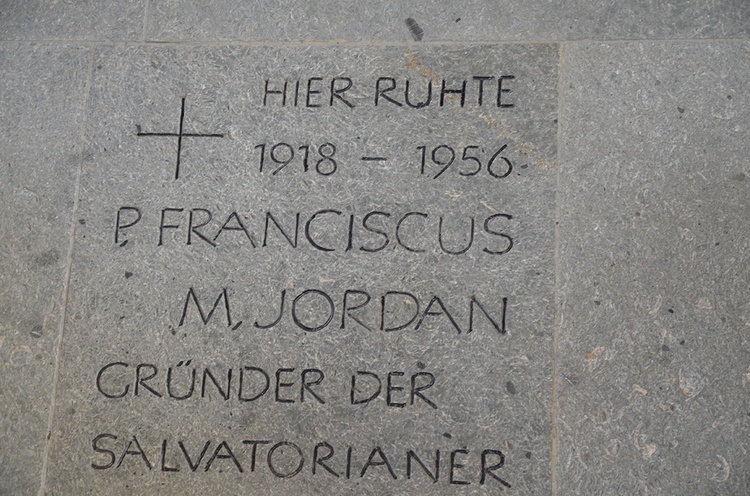 HIER RUHTE
1918 – 1956
P. FRANCISCUS
M. JORDAN
GRÜNDER DER
SALVATORIANER